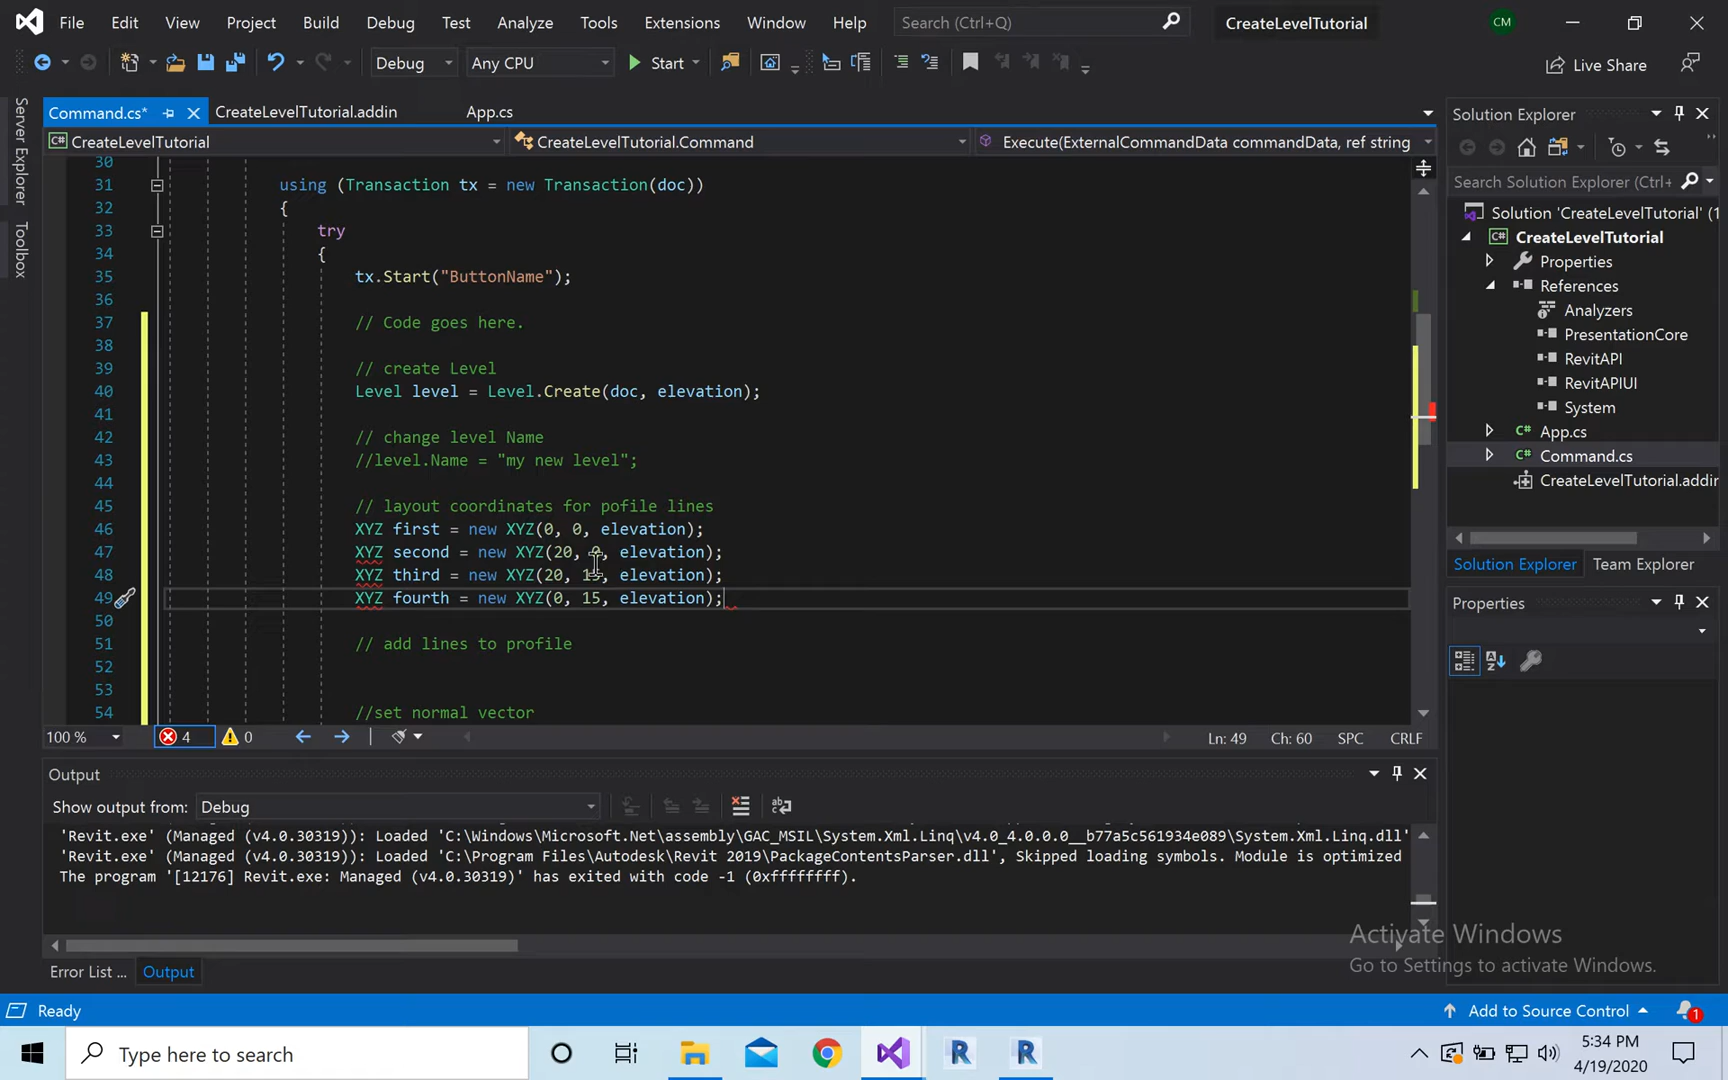 File Edit View Project Build Debug Test Analyze Tools Extensions Window Help Search (Ctrl+Q) CreateLevelTutorial CM
Debug Any CPU Start Live Share
Server Explorer
Toolbox
Command.cs* CreateLevelTutorial.addin App.cs
CreateLevelTutorial CreateLevelTutorial.Command Execute(ExternalCommandData commandData, ref string
30
31 using (Transaction tx = new Transaction(doc))
32 {
33 try
34 {
35 tx.Start("ButtonName");
36
37 // Code goes here.
38
39 // create Level
40 Level level = Level.Create(doc, elevation);
41
42 // change level Name
43 //level.Name = "my new level";
44
45 // layout coordinates for pofile lines
46 XYZ first = new XYZ(0, 0, elevation);
47 XYZ second = new XYZ(20, 0, elevation);
48 XYZ third = new XYZ(20, 15, elevation);
49 XYZ fourth = new XYZ(0, 15, elevation);
50
51 // add lines to profile
52
53
54 //set normal vector
100 % 4 0 Ln: 49 Ch: 60 SPC CRLF
Output
Show output from: Debug
'Revit.exe' (Managed (v4.0.30319)): Loaded 'C:\Windows\Microsoft.Net\assembly\GAC_MSIL\System.Xml.Linq\v4.0_4.0.0.0__b77a5c561934e089\System.Xml.Linq.dll'
'Revit.exe' (Managed (v4.0.30319)): Loaded 'C:\Program Files\Autodesk\Revit 2019\PackageContentsParser.dll', Skipped loading symbols. Module is optimized
The program '[12176] Revit.exe: Managed (v4.0.30319)' has exited with code -1 (0xffffffff).
Error List ... Output
Solution Explorer
Search Solution Explorer (Ctrl+
Solution 'CreateLevelTutorial' (1
C# CreateLevelTutorial
Properties
References
Analyzers
PresentationCore
RevitAPI
RevitAPIUI
System
C# App.cs
C# Command.cs
CreateLevelTutorial.addin
Solution Explorer Team Explorer
Properties
Activate Windows
Go to Settings to activate Windows.
Ready Add to Source Control 1
Type here to search
5:34 PM
4/19/2020